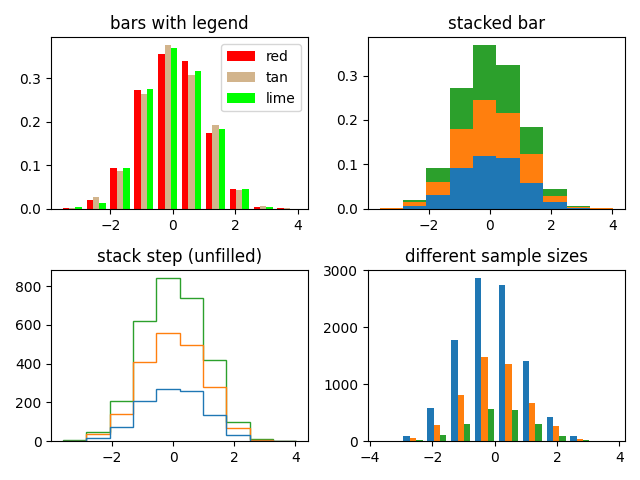 bars with legend
0.3
0.2
0.1
0.0
−2 0 2 4
red
tan
lime
stacked bar
0.3
0.2
0.1
0.0
−2 0 2 4
stack step (unfilled)
800
600
400
200
0
−2 0 2 4
different sample sizes
3000
2000
1000
0
−4 −2 0 2 4